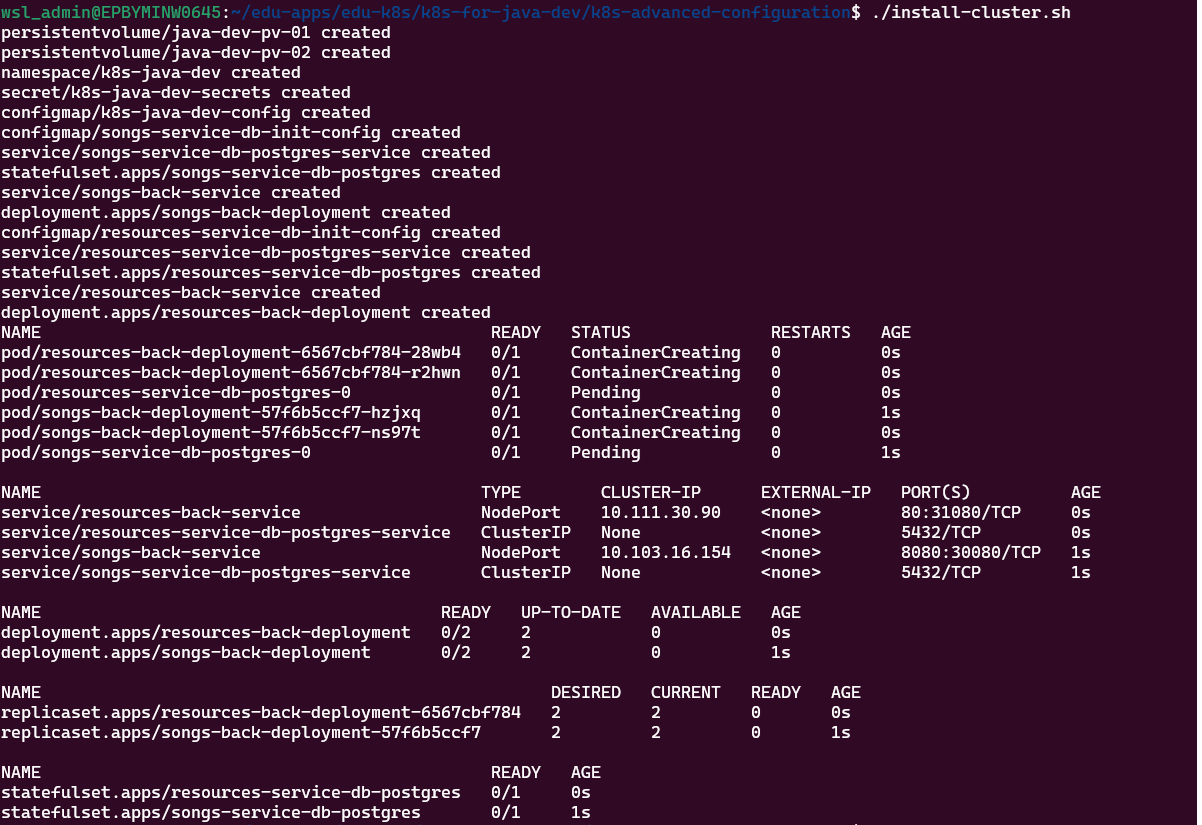 wsl_admin@EPBYMINW0645:~/edu-apps/edu-k8s/k8s-for-java-dev/k8s-advanced-configuration$ ./install-cluster.sh
persistentvolume/java-dev-pv-01 created
persistentvolume/java-dev-pv-02 created
namespace/k8s-java-dev created
secret/k8s-java-dev-secrets created
configmap/k8s-java-dev-config created
configmap/songs-service-db-init-config created
service/songs-service-db-postgres-service created
statefulset.apps/songs-service-db-postgres created
service/songs-back-service created
deployment.apps/songs-back-deployment created
configmap/resources-service-db-init-config created
service/resources-service-db-postgres-service created
statefulset.apps/resources-service-db-postgres created
service/resources-back-service created
deployment.apps/resources-back-deployment created
NAME                                             READY   STATUS              RESTARTS   AGE
pod/resources-back-deployment-6567cbf784-28wb4   0/1     ContainerCreating   0          0s
pod/resources-back-deployment-6567cbf784-r2hwn   0/1     ContainerCreating   0          0s
pod/resources-service-db-postgres-0              0/1     Pending             0          0s
pod/songs-back-deployment-57f6b5ccf7-hzjxq       0/1     ContainerCreating   0          1s
pod/songs-back-deployment-57f6b5ccf7-ns97t       0/1     ContainerCreating   0          0s
pod/songs-service-db-postgres-0                  0/1     Pending             0          1s
NAME                                            TYPE        CLUSTER-IP      EXTERNAL-IP   PORT(S)          AGE
service/resources-back-service                  NodePort    10.111.30.90    <none>        80:31080/TCP     0s
service/resources-service-db-postgres-service   ClusterIP   None            <none>        5432/TCP         0s
service/songs-back-service                      NodePort    10.103.16.154   <none>        8080:30080/TCP   1s
service/songs-service-db-postgres-service       ClusterIP   None            <none>        5432/TCP         1s
NAME                                        READY   UP-TO-DATE   AVAILABLE   AGE
deployment.apps/resources-back-deployment   0/2     2            0           0s
deployment.apps/songs-back-deployment       0/2     2            0           1s
NAME                                                   DESIRED   CURRENT   READY   AGE
replicaset.apps/resources-back-deployment-6567cbf784   2         2         0       0s
replicaset.apps/songs-back-deployment-57f6b5ccf7       2         2         0       1s
NAME                                             READY   AGE
statefulset.apps/resources-service-db-postgres   0/1     0s
statefulset.apps/songs-service-db-postgres       0/1     1s